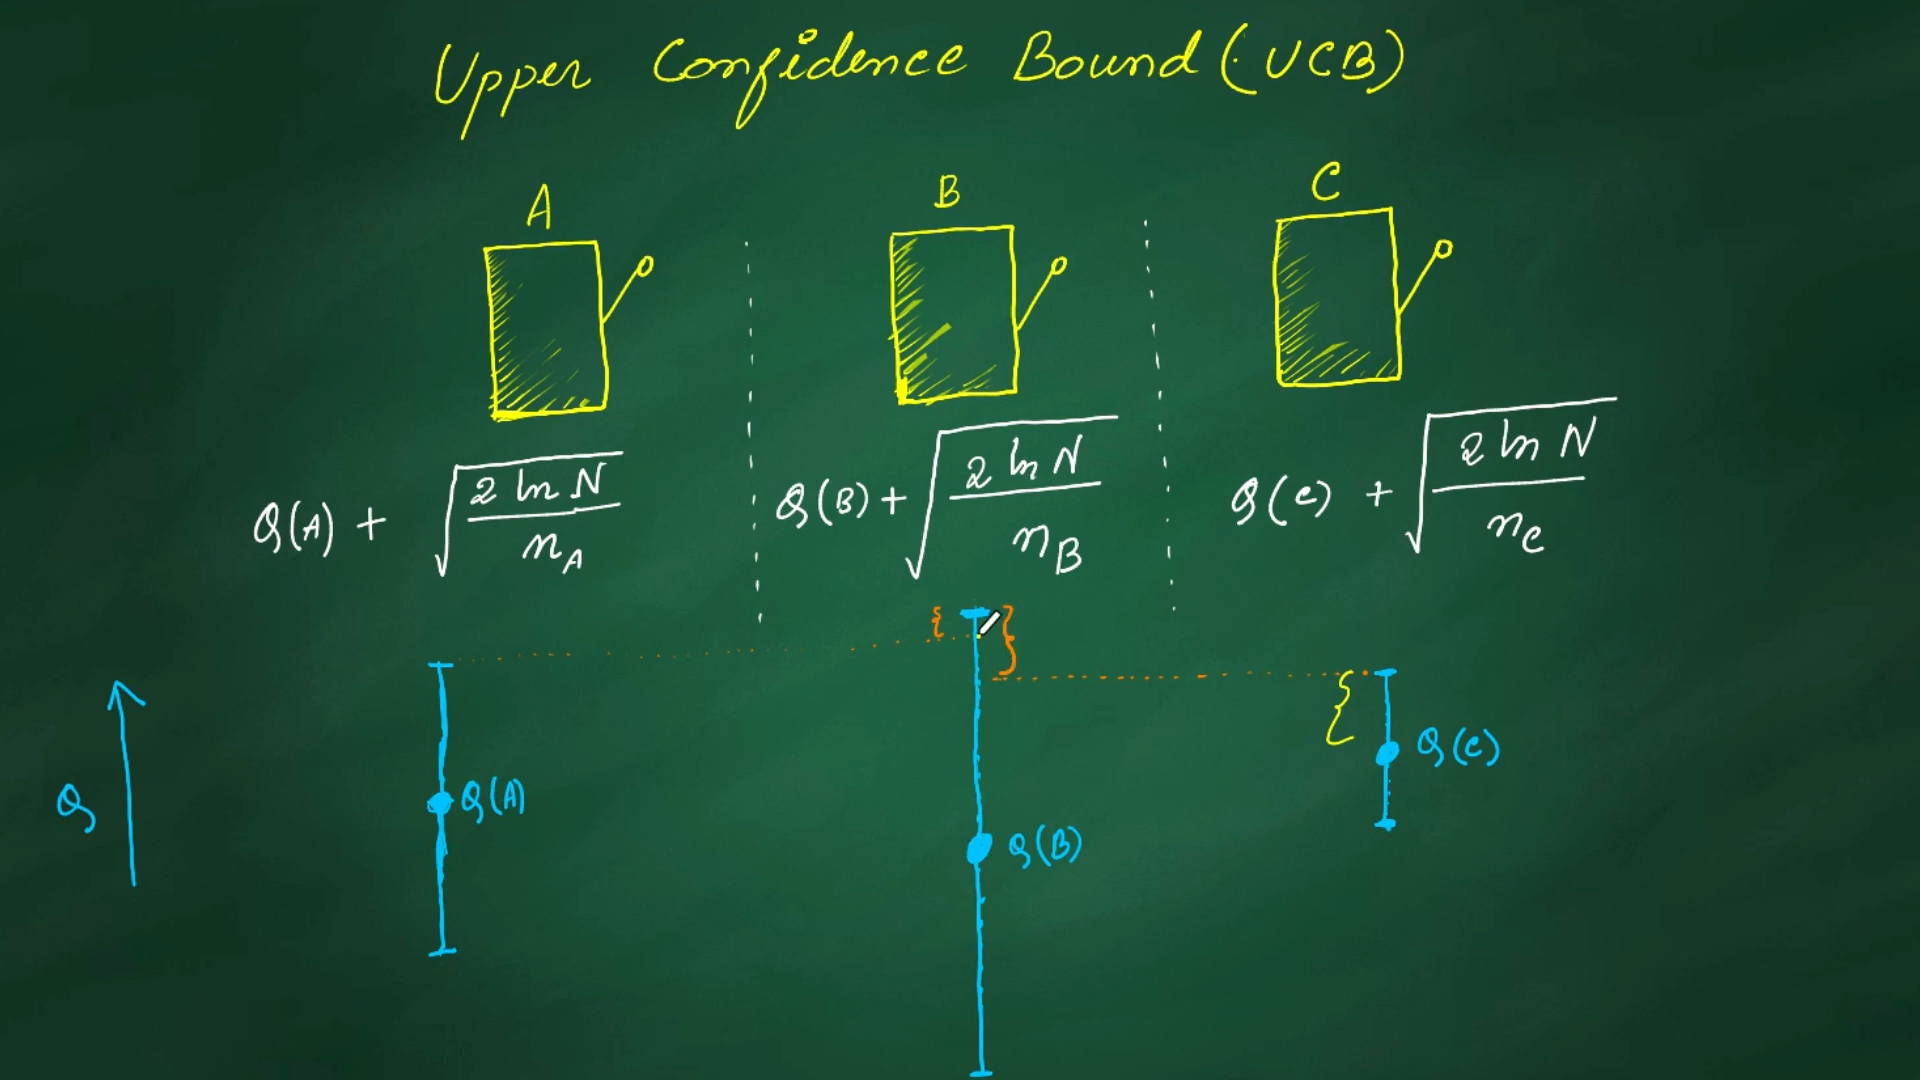 Upper Confidence Bound (UCB)
A B C
Q(A) + √(2 ln N / n_A) Q(B) + √(2 ln N / n_B) Q(C) + √(2 ln N / n_C)
Q Q(A) Q(B) Q(C)